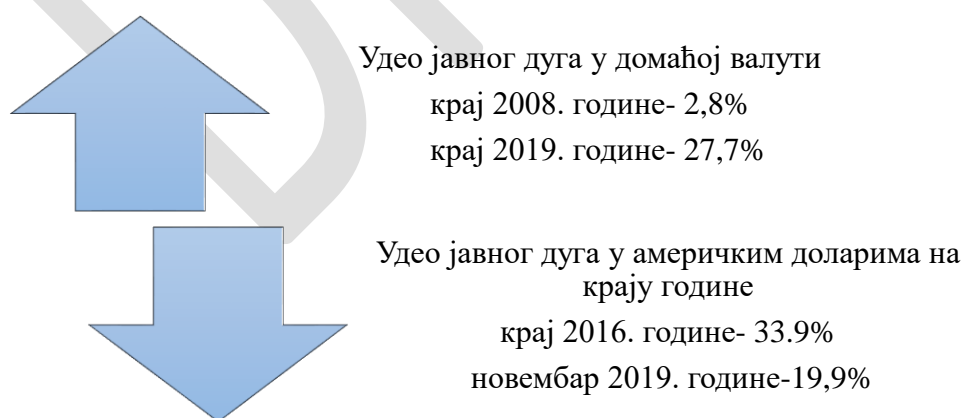 Удео јавног дуга у домаћој валути
крај 2008. године- 2,8%
крај 2019. године- 27,7%
Удео јавног дуга у америчким доларима на
крају године
крај 2016. године- 33.9%
новембар 2019. године-19,9%